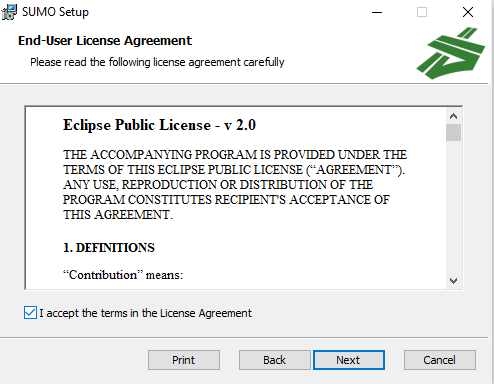 SUMO Setup
End-User License Agreement
Please read the following license agreement carefully
Eclipse Public License - v 2.0
THE ACCOMPANYING PROGRAM IS PROVIDED UNDER THE
TERMS OF THIS ECLIPSE PUBLIC LICENSE (“AGREEMENT”).
ANY USE, REPRODUCTION OR DISTRIBUTION OF THE
PROGRAM CONSTITUTES RECIPIENT'S ACCEPTANCE OF
THIS AGREEMENT.
1. DEFINITIONS
“Contribution” means:
I accept the terms in the License Agreement
Print Back Next Cancel